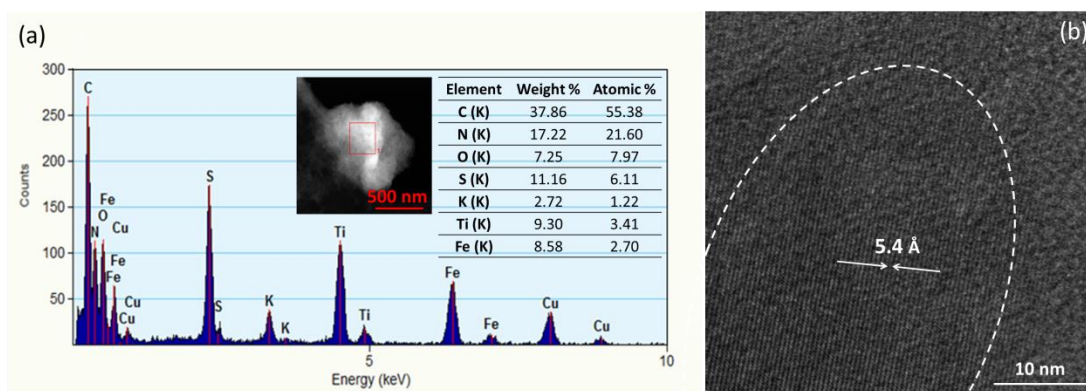 (a)
Counts
300
250
200
150
100
50
C
N
O
Fe
Cu
Fe
Fe
Cu
Cu
S
S
K
K
Ti
Ti
Fe
Fe
Cu
Cu
5
10
Energy (keV)
500 nm
Element Weight % Atomic %
C (K) 37.86 55.38
N (K) 17.22 21.60
O (K) 7.25 7.97
S (K) 11.16 6.11
K (K) 2.72 1.22
Ti (K) 9.30 3.41
Fe (K) 8.58 2.70
(b)
5.4 Å
10 nm